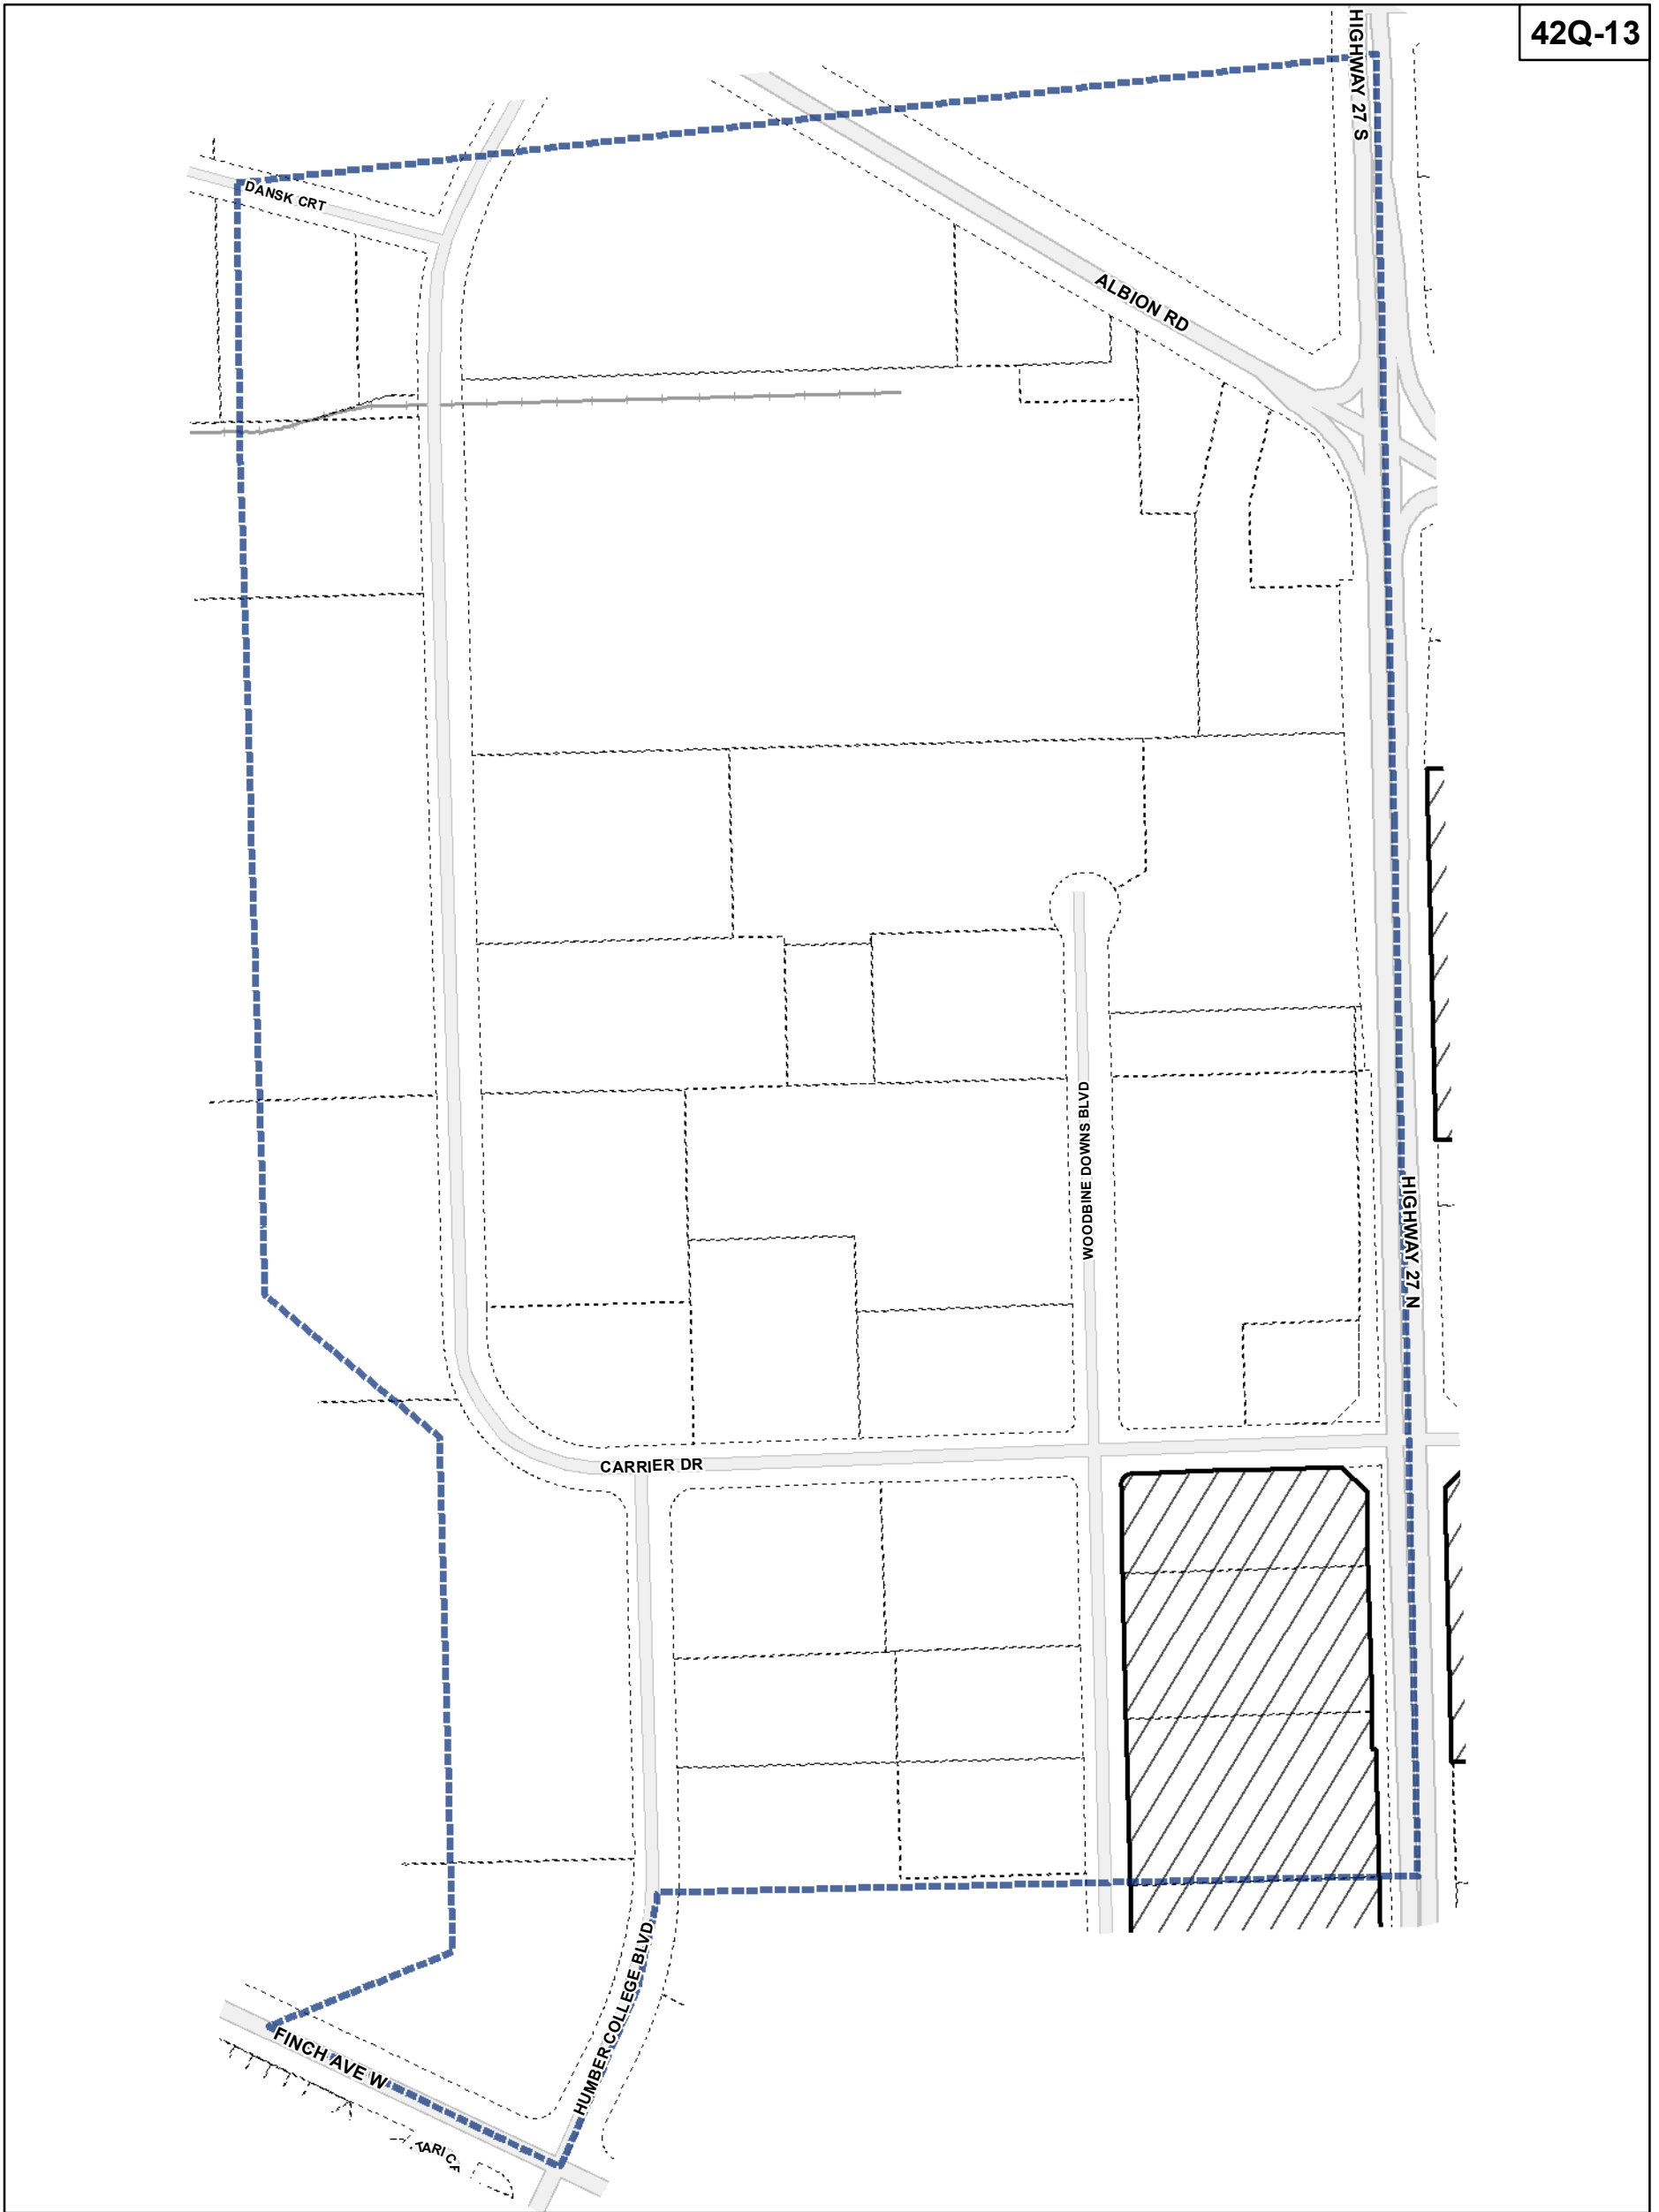 42Q-13
HIGHWAY 27 S
DANSK CRT
ALBION RD
WOODBINE DOWNS BLVD
HIGHWAY 27 N
CARRIER DR
HUMBER COLLEGE BLVD
FINCH AVE W